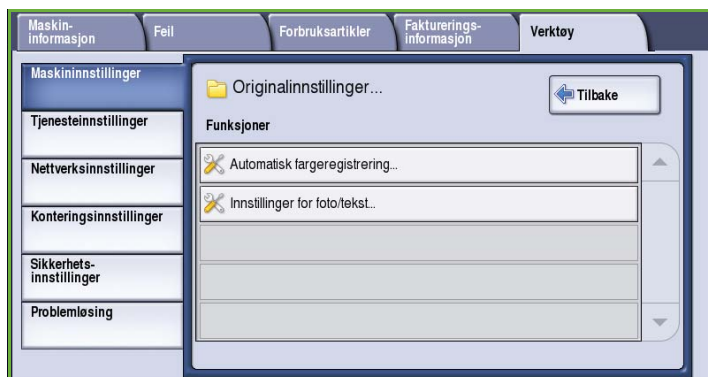 Maskin-
informasjon
Feil
Forbruksartikler
Fakturerings-
informasjon
Verktøy
Maskininnstillinger
Tjenesteinnstillinger
Nettverksinnstillinger
Konteringsinnstillinger
Sikkerhets-
innstillinger
Problemløsing
Originalinnstillinger...
Tilbake
Funksjoner
Automatisk fargeregistrering...
Innstillinger for foto/tekst...